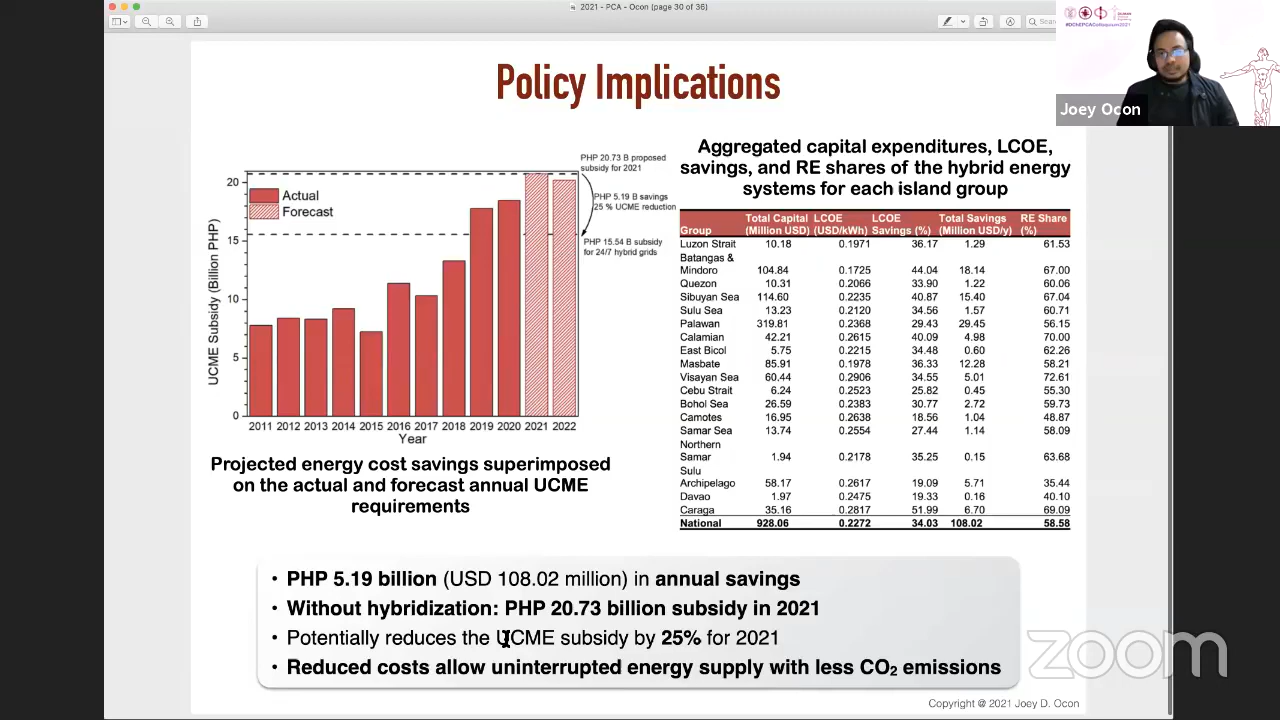 2021 - PCA - Ocon (page 30 of 36)
#DChEPCAColloquium2021
Joey Ocon
Policy Implications
PHP 20.73 B proposed
subsidy for 2021
PHP 5.19 B savings
25 % UCME reduction
PHP 15.54 B subsidy
for 24/7 hybrid grids
Actual
Forecast
UCME Subsidy (Billion PHP)
20
15
10
5
0
2011 2012 2013 2014 2015 2016 2017 2018 2019 2020 2021 2022
Year
Projected energy cost savings superimposed
on the actual and forecast annual UCME
requirements
Aggregated capital expenditures, LCOE,
savings, and RE shares of the hybrid energy
systems for each island group
Total Capital LCOE LCOE Total Savings RE Share
Group (Million USD) (USD/kWh) Savings (%) (Million USD/y) (%)
Luzon Strait 10.18 0.1971 36.17 1.29 61.53
Batangas &
Mindoro 104.84 0.1725 44.04 18.14 67.00
Quezon 10.31 0.2066 33.90 1.22 60.06
Sibuyan Sea 114.60 0.2235 40.87 15.40 67.04
Sulu Sea 13.23 0.2120 34.56 1.57 60.71
Palawan 319.81 0.2368 29.43 29.45 56.15
Calamian 42.21 0.2615 40.09 4.98 70.00
East Bicol 5.75 0.2215 34.48 0.60 62.26
Masbate 85.91 0.1978 36.33 12.28 58.21
Visayan Sea 60.44 0.2906 34.55 5.01 72.61
Cebu Strait 6.24 0.2523 25.82 0.45 55.30
Bohol Sea 26.59 0.2383 30.77 2.72 59.73
Camotes 16.95 0.2638 18.56 1.04 48.87
Samar Sea 13.74 0.2554 27.44 1.14 58.09
Northern
Samar 1.94 0.2178 35.25 0.15 63.68
Sulu
Archipelago 58.17 0.2617 19.09 5.71 35.44
Davao 1.97 0.2475 19.33 0.16 40.10
Caraga 35.16 0.2817 51.99 6.70 69.09
National 928.06 0.2272 34.03 108.02 58.58
• PHP 5.19 billion (USD 108.02 million) in annual savings
• Without hybridization: PHP 20.73 billion subsidy in 2021
• Potentially reduces the UCME subsidy by 25% for 2021
• Reduced costs allow uninterrupted energy supply with less CO₂ emissions
zoom
Copyright @ 2021 Joey D. Ocon